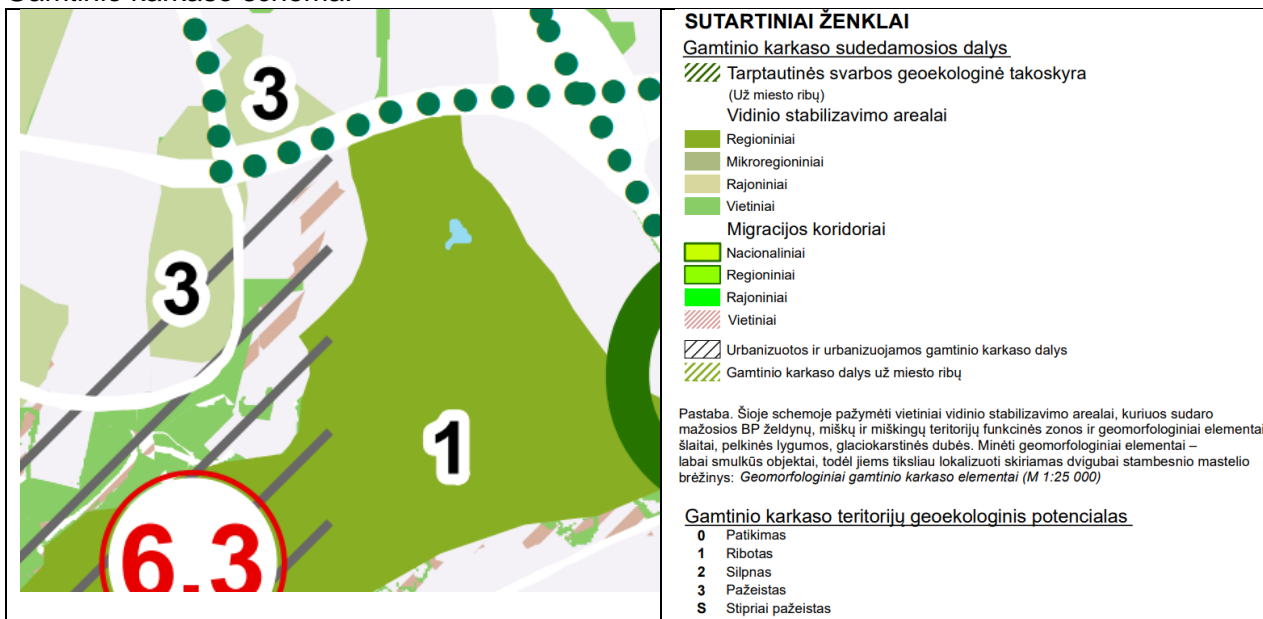 Gamtinio karkaso schema.
3
3
1
6.3
SUTARTINIAI ŽENKLAI
Gamtinio karkaso sudedamosios dalys
Tarptautinės svarbos geoekologinė takoskyra
(Už miesto ribų)
Vidinio stabilizavimo arealai
Regioniniai
Mikroregioniniai
Rajoniniai
Vietiniai
Migracijos koridoriai
Nacionaliniai
Regioniniai
Rajoniniai
Vietiniai
Urbanizuotos ir urbanizuojamos gamtinio karkaso dalys
Gamtinio karkaso dalys už miesto ribų
Pastaba. Šioje schemoje pažymėti vietiniai vidinio stabilizavimo arealai, kuriuos sudaro
mažosios BP želdynų, miškų ir miškingų teritorijų funkcinės zonos ir geomorfologiniai elementai
šlaitai, pelkinės lygumos, glaciokarstinės dubės. Minėti geomorfologiniai elementai –
labai smulkūs objektai, todėl jiems tiksliau lokalizuoti skiriamas dvigubai stambesnio mastelio
brėžinys: Geomorfologiniai gamtinio karkaso elementai (M 1:25 000)
Gamtinio karkaso teritorijų geoekologinis potencialas
0 Patikimas
1 Ribotas
2 Silpnas
3 Pažeistas
S Stipriai pažeistas